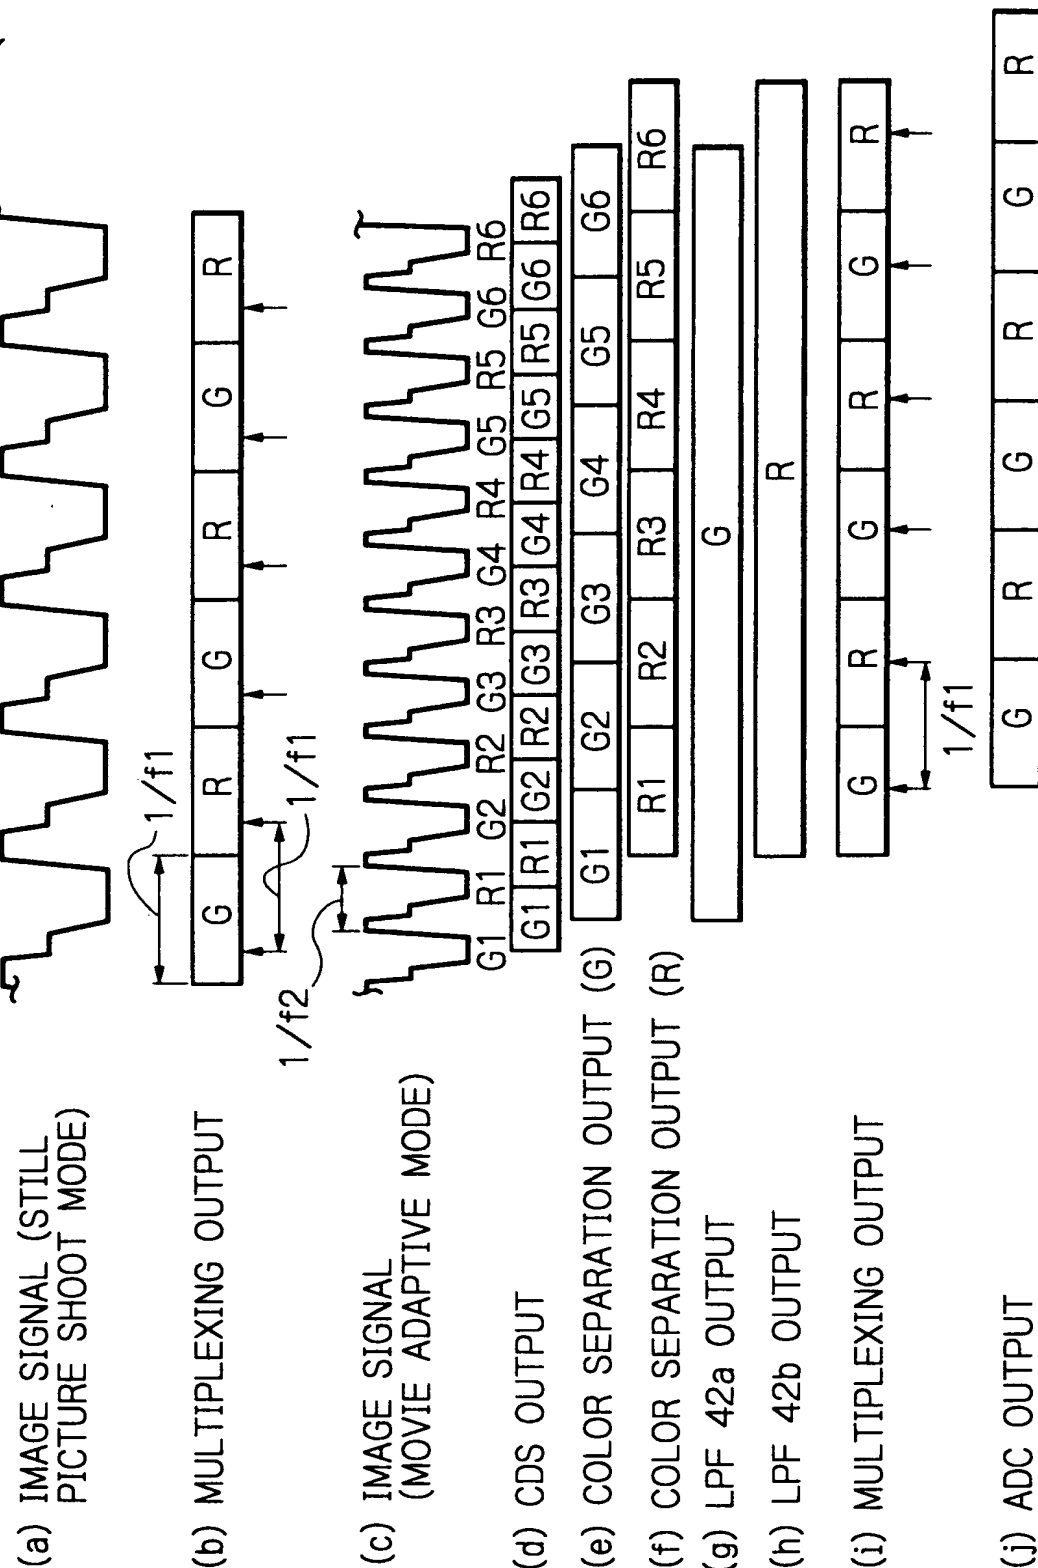 (a) IMAGE SIGNAL (STILL
PICTURE SHOOT MODE)
1/f1
(b) MULTIPLEXING OUTPUT
G R G R G R
1/f1
1/f2
(c) IMAGE SIGNAL
(MOVIE ADAPTIVE MODE)
G1 R1 G2 R2 G3 R3 G4 R4 G5 R5 G6 R6
(d) CDS OUTPUT
G1 R1 G2 R2 G3 R3 G4 R4 G5 R5 G6 R6
(e) COLOR SEPARATION OUTPUT (G)
G1 G2 G3 G4 G5 G6
(f) COLOR SEPARATION OUTPUT (R)
R1 R2 R3 R4 R5 R6
(g) LPF 42a OUTPUT
G
(h) LPF 42b OUTPUT
R
(i) MULTIPLEXING OUTPUT
G R G R G R
1/f1
(j) ADC OUTPUT
G R G R G R